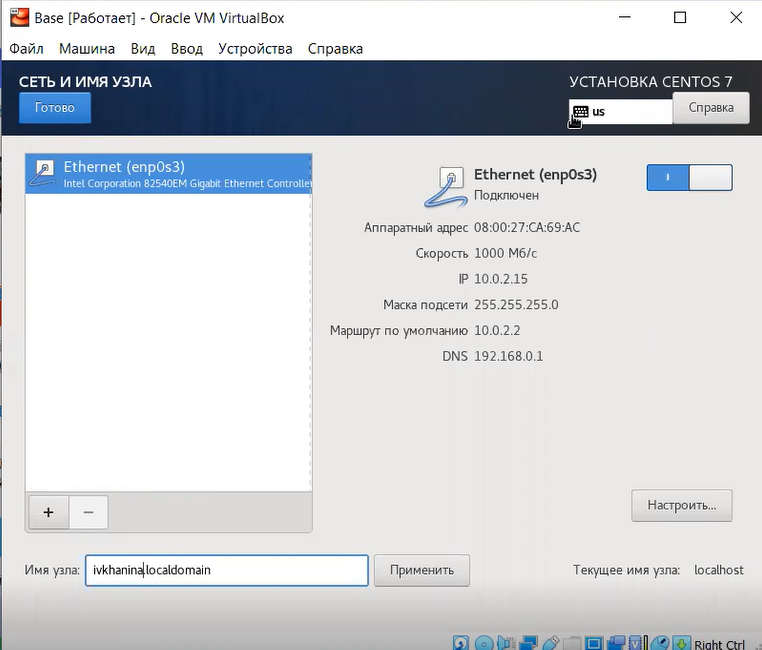 Base [Работает] - Oracle VM VirtualBox
Файл Машина Вид Ввод Устройства Справка
СЕТЬ И ИМЯ УЗЛА
УСТАНОВКА CENTOS 7
Готово
us
Справка
Ethernet (enp0s3)
Intel Corporation 82540EM Gigabit Ethernet Controller
Ethernet (enp0s3)
Подключен
Аппаратный адрес 08:00:27:CA:69:AC
Скорость 1000 Мб/с
IP 10.0.2.15
Маска подсети 255.255.255.0
Маршрут по умолчанию 10.0.2.2
DNS 192.168.0.1
+ −
Настроить...
Имя узла: ivkhanina.localdomain
Применить
Текущее имя узла: localhost
Right Ctrl